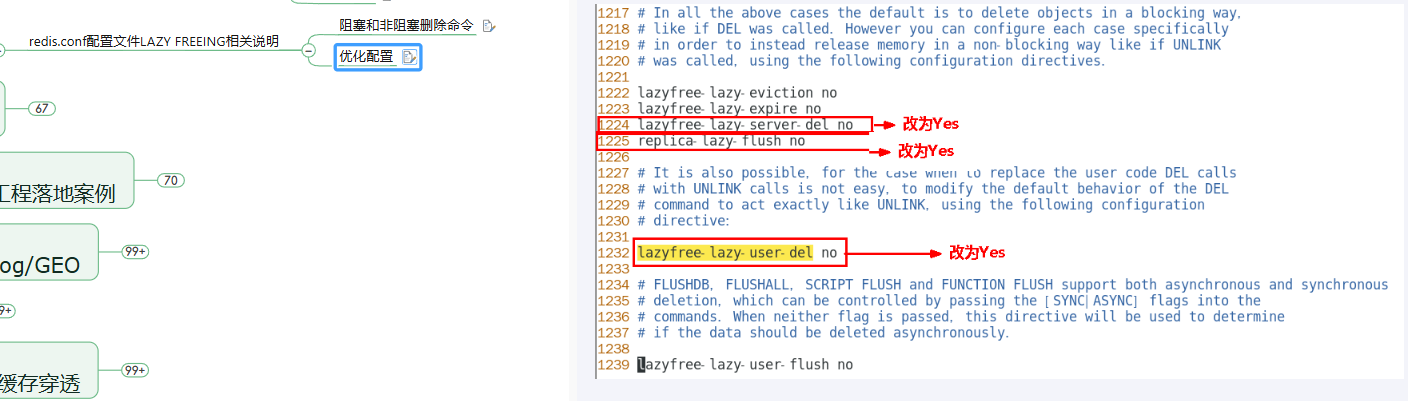 阻塞和非阻塞删除命令
redis.conf配置文件LAZY FREEING相关说明
优化配置
67
工程落地案例
70
og/GEO
99+
9+
缓存穿透
99+
1217 # In all the above cases the default is to delete objects in a blocking way,
1218 # like if DEL was called. However you can configure each case specifically
1219 # in order to instead release memory in a non-blocking way like if UNLINK
1220 # was called, using the following configuration directives.
1221
1222 lazyfree-lazy-eviction no
1223 lazyfree-lazy-expire no
1224 lazyfree-lazy-server-del no 改为Yes
1225 replica-lazy-flush no 改为Yes
1226
1227 # It is also possible, for the case when to replace the user code DEL calls
1228 # with UNLINK calls is not easy, to modify the default behavior of the DEL
1229 # command to act exactly like UNLINK, using the following configuration
1230 # directive:
1231
1232 lazyfree-lazy-user-del no 改为Yes
1233
1234 # FLUSHDB, FLUSHALL, SCRIPT FLUSH and FUNCTION FLUSH support both asynchronous and synchronous
1235 # deletion, which can be controlled by passing the [SYNC|ASYNC] flags into the
1236 # commands. When neither flag is passed, this directive will be used to determine
1237 # if the data should be deleted asynchronously.
1238
1239 lazyfree-lazy-user-flush no